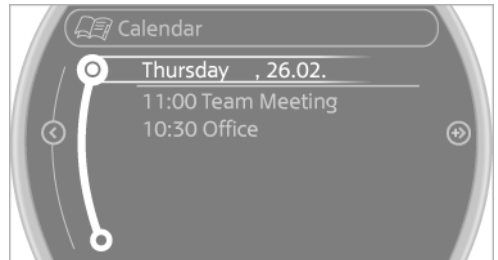 Calendar
Thursday , 26.02.
11:00 Team Meeting
10:30 Office